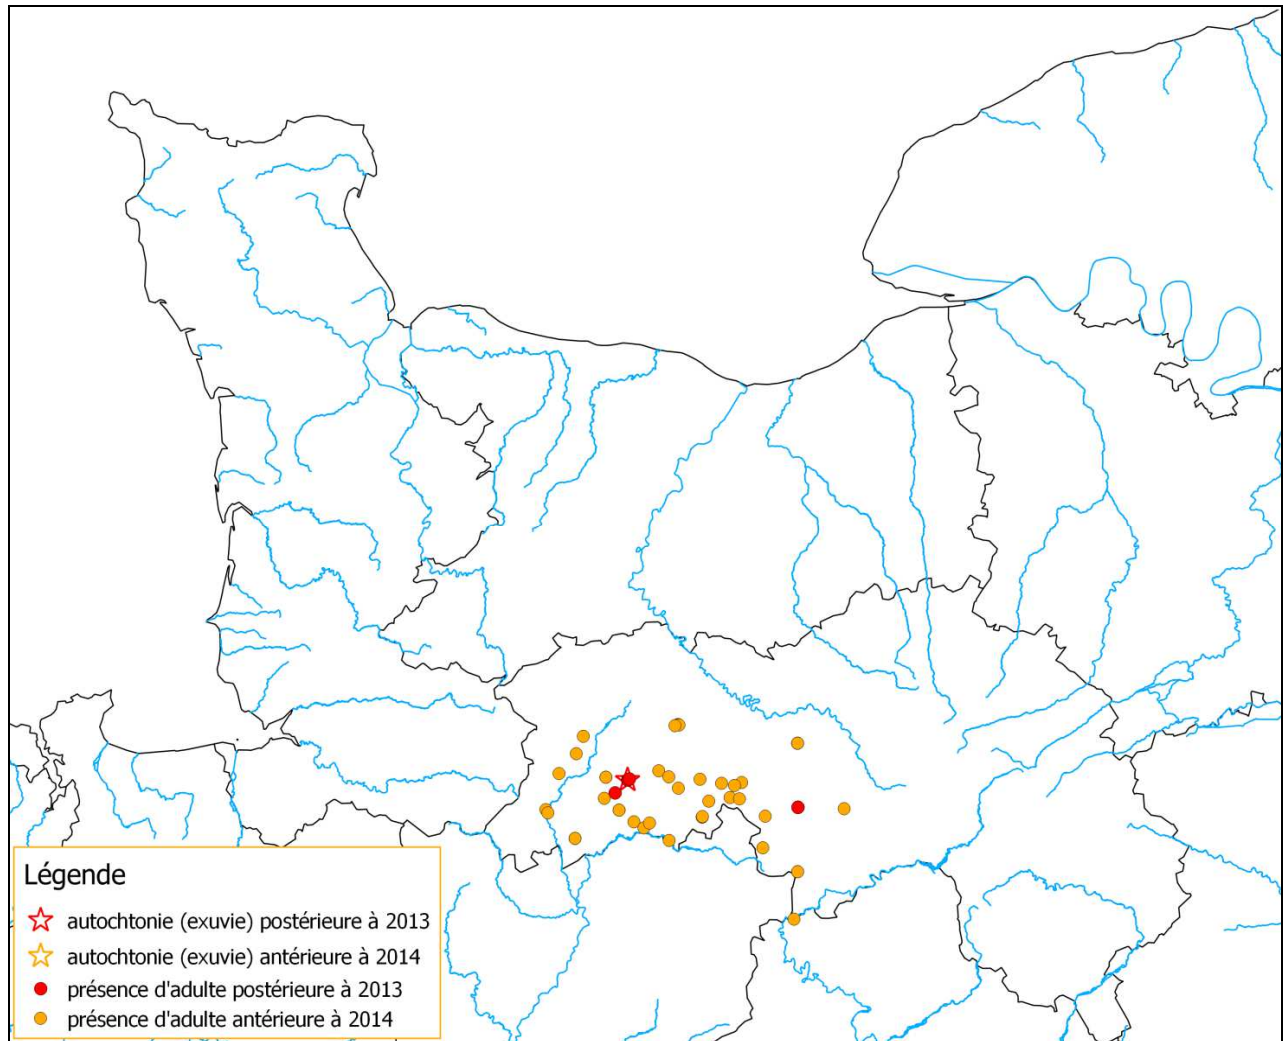 Légende
autochtonie (exuvie) postérieure à 2013
autochtonie (exuvie) antérieure à 2014
présence d'adulte postérieure à 2013
présence d'adulte antérieure à 2014